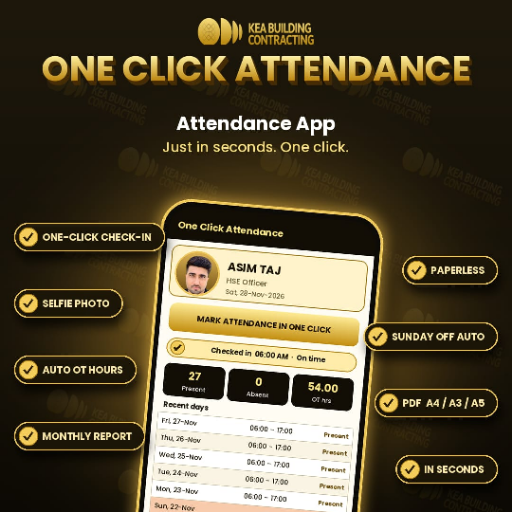 KEA BUILDING
CONTRACTING
ONE CLICK ATTENDANCE
Attendance App
Just in seconds. One click.
One Click Attendance
ASIM TAJ
HSE Officer
Sat, 28-Nov-2026
MARK ATTENDANCE IN ONE CLICK
Checked in 06:00 AM · On time
27
Present
0
Absent
54.00
OT hrs
Recent days
Fri, 27-Nov 06:00 - 17:00 Present
Thu, 26-Nov 06:00 - 17:00 Present
Wed, 25-Nov 06:00 - 17:00 Present
Tue, 24-Nov 06:00 - 17:00 Present
Mon, 23-Nov 06:00 - 17:00 Present
Sun, 22-Nov
ONE-CLICK CHECK-IN
SELFIE PHOTO
AUTO OT HOURS
MONTHLY REPORT
PAPERLESS
SUNDAY OFF AUTO
PDF A4 / A3 / A5
IN SECONDS